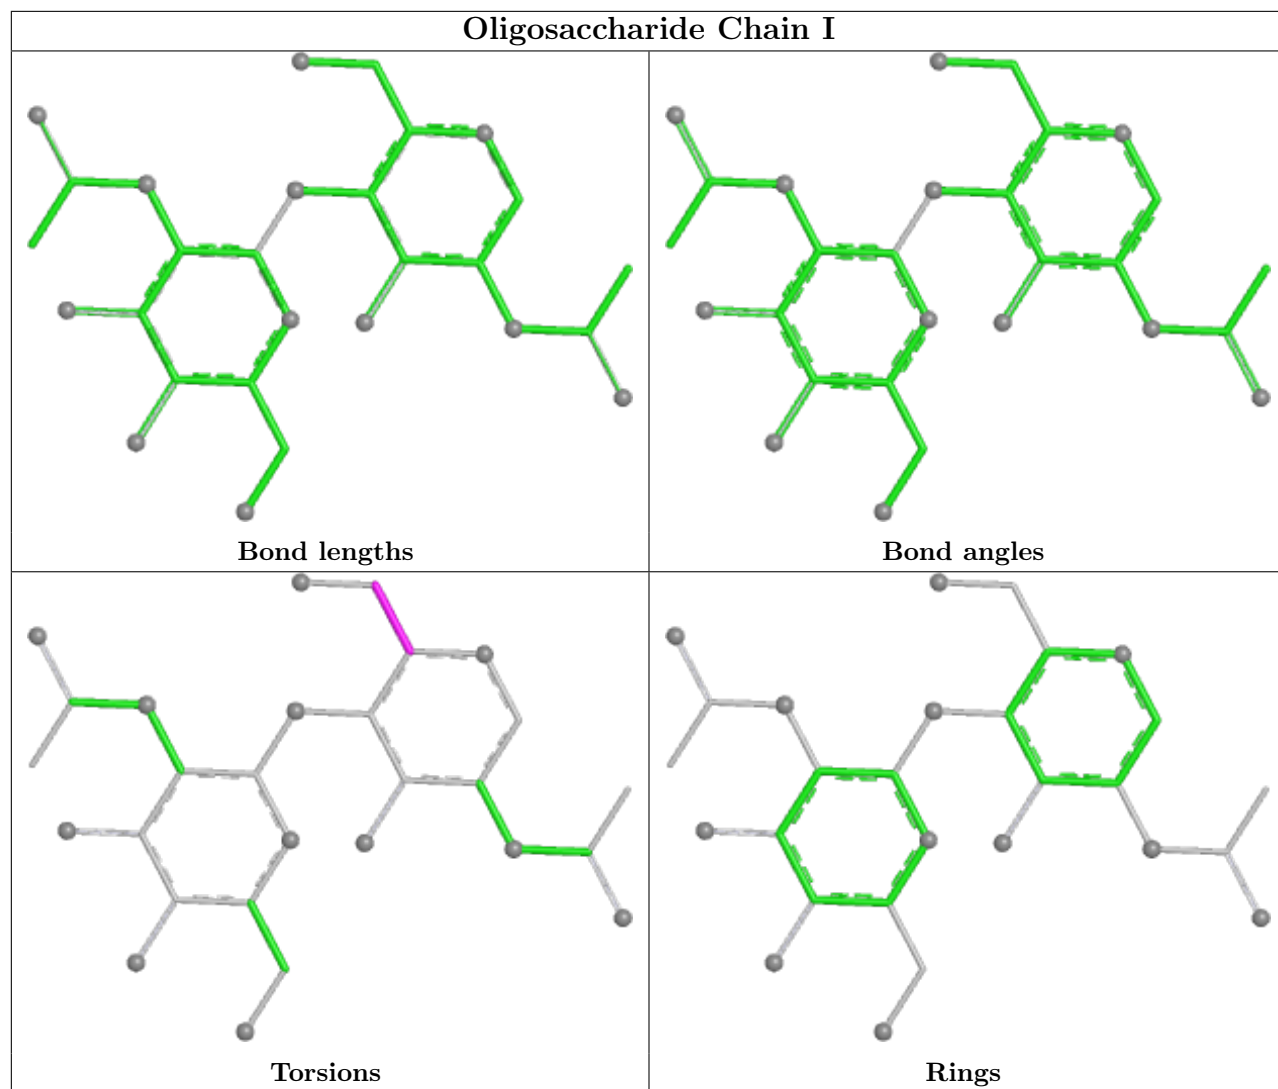 Oligosaccharide Chain I
Bond lengths
Bond angles
Torsions
Rings